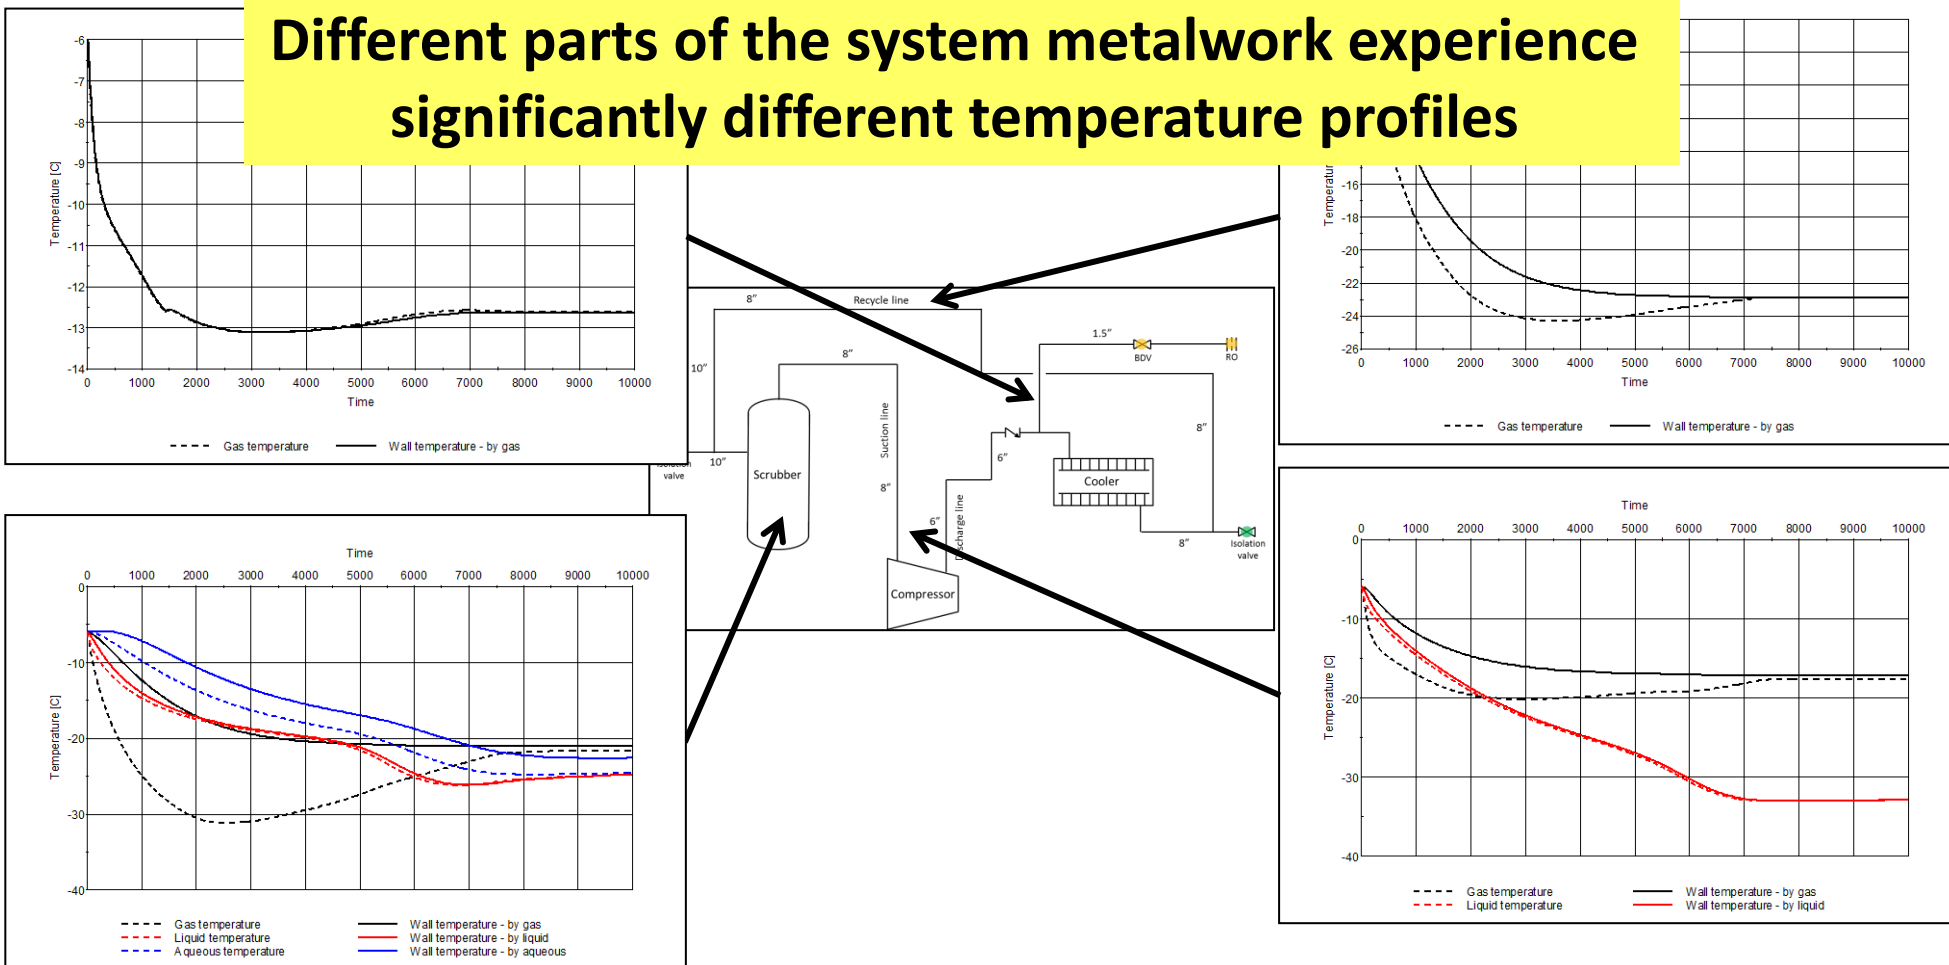 Different parts of the system metalwork experience
significantly different temperature profiles
-6
-7
-8
-9
-10
-11
-12
-13
-14
Temperature [C]
0 1000 2000 3000 4000 5000 6000 7000 8000 9000 10000
Time
Gas temperature Wall temperature - by gas
-16
-18
-20
-22
-24
-26
0 1000 2000 3000 4000 5000 6000 7000 8000 9000 10000
Time
Gas temperature Wall temperature - by gas
8" Recycle line
1.5"
BDV RO
8"
10"
Suction line
8"
6"
10"
valve
Scrubber
8"
Cooler
6"
Discharge line
8"
Isolation
valve
Compressor
Time
0 1000 2000 3000 4000 5000 6000 7000 8000 9000 10000
0
-10
-20
-30
-40
Temperature [C]
Gas temperature Wall temperature - by gas
Liquid temperature Wall temperature - by liquid
Aqueous temperature Wall temperature - by aqueous
Time
0 1000 2000 3000 4000 5000 6000 7000 8000 9000 10000
0
-10
-20
-30
-40
Temperature [C]
Gas temperature Wall temperature - by gas
Liquid temperature Wall temperature - by liquid